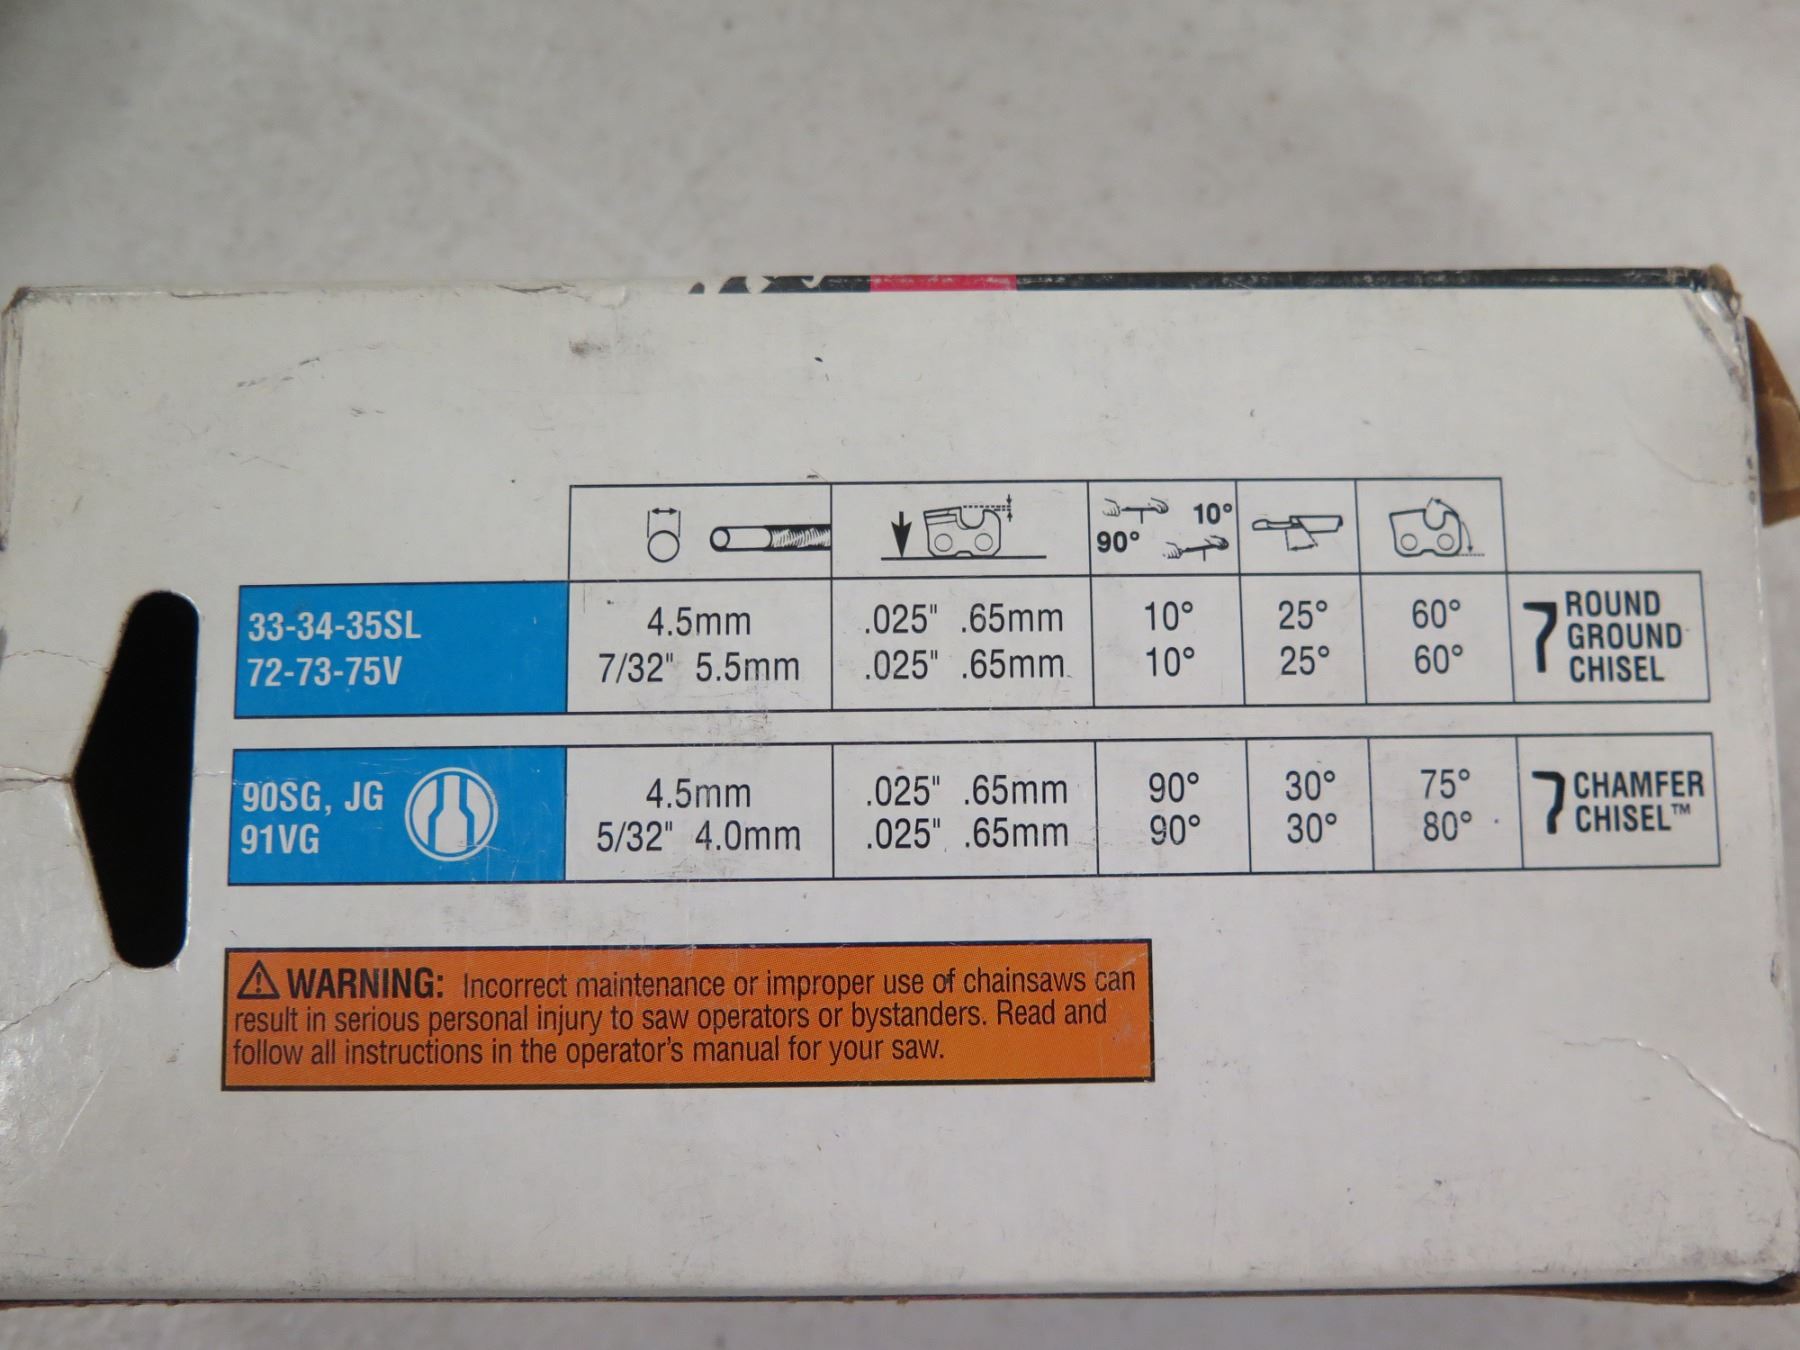 10°
90°
33-34-35SL 4.5mm .025" .65mm 10° 25° 60° ROUND
GROUND
72-73-75V 7/32" 5.5mm .025" .65mm 10° 25° 60° CHISEL
90SG, JG 4.5mm .025" .65mm 90° 30° 75° CHAMFER
91VG 5/32" 4.0mm .025" .65mm 90° 30° 80° CHISEL™
WARNING: Incorrect maintenance or improper use of chainsaws can
result in serious personal injury to saw operators or bystanders. Read and
follow all instructions in the operator's manual for your saw.